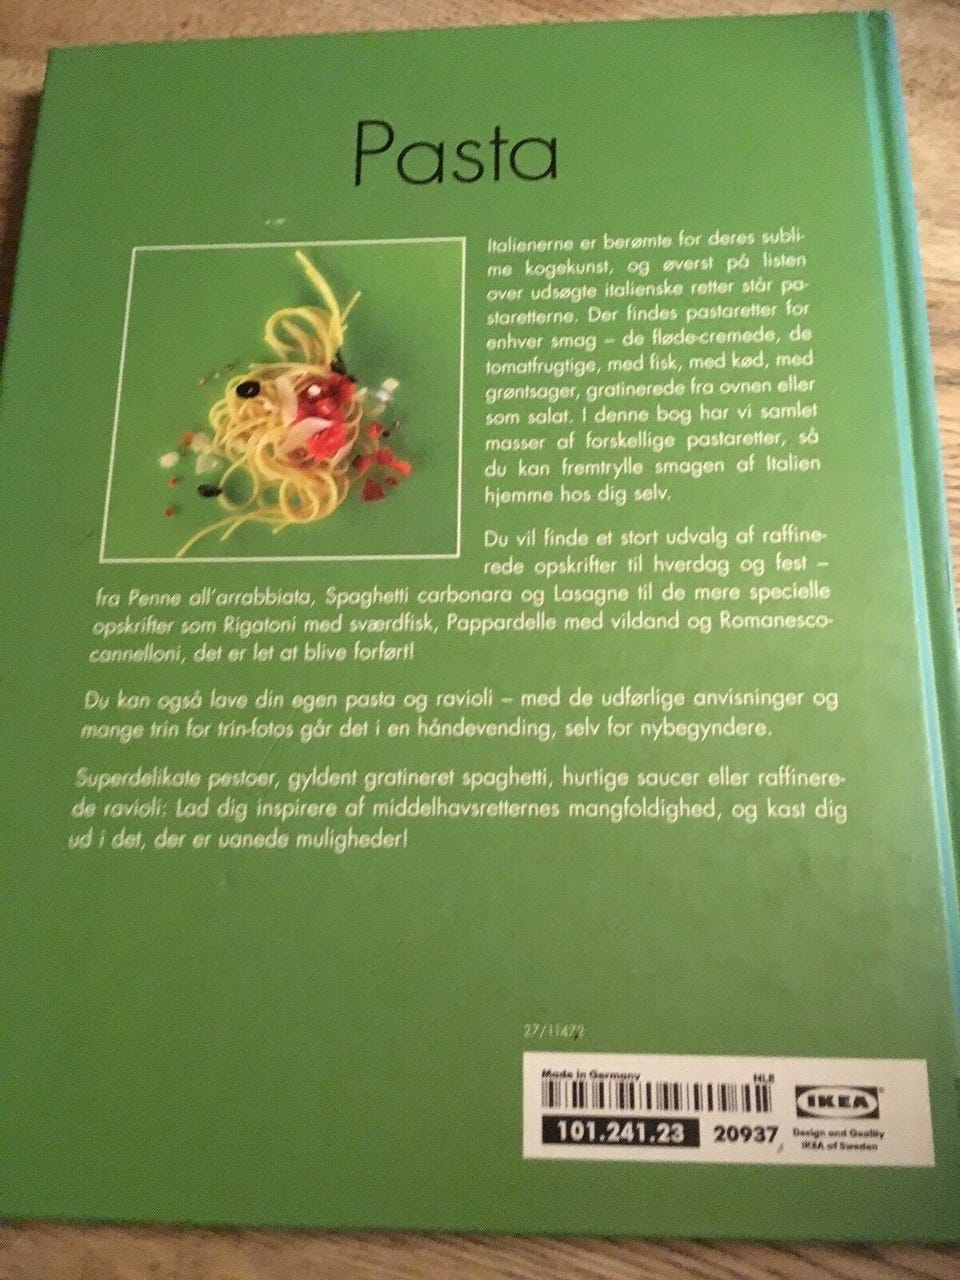 Pasta
Italienerne er berømte for deres subli-
me kogekunst, og øverst på listen
over udsøgte italienske retter står pa-
staretterne. Der findes pastaretter for
enhver smag – de fløde-cremede, de
tomatfrugtige, med fisk, med kød, med
grøntsager, gratinerede fra ovnen eller
som salat. I denne bog har vi samlet
masser af forskellige pastaretter, så
du kan fremtrylle smagen af Italien
hjemme hos dig selv.
Du vil finde et stort udvalg af raffine-
rede opskrifter til hverdag og fest –
fra Penne all'arrabbiata, Spaghetti carbonara og Lasagne til de mere specielle
opskrifter som Rigatoni med sværdfisk, Pappardelle med vildand og Romanesco-
cannelloni, det er let at blive forført!
Du kan også lave din egen pasta og ravioli – med de udførlige anvisninger og
mange trin for trin-fotos går det i en håndevending, selv for nybegyndere.
Superdelikate pestoer, gyldent gratineret spaghetti, hurtige saucer eller raffinere-
de ravioli: Lad dig inspirere af middelhavsretternes mangfoldighed, og kast dig
ud i det, der er uanede muligheder!
27/11472
Made in Germany NLE
101.241.23 20937
IKEA®
Design and Quality
IKEA of Sweden